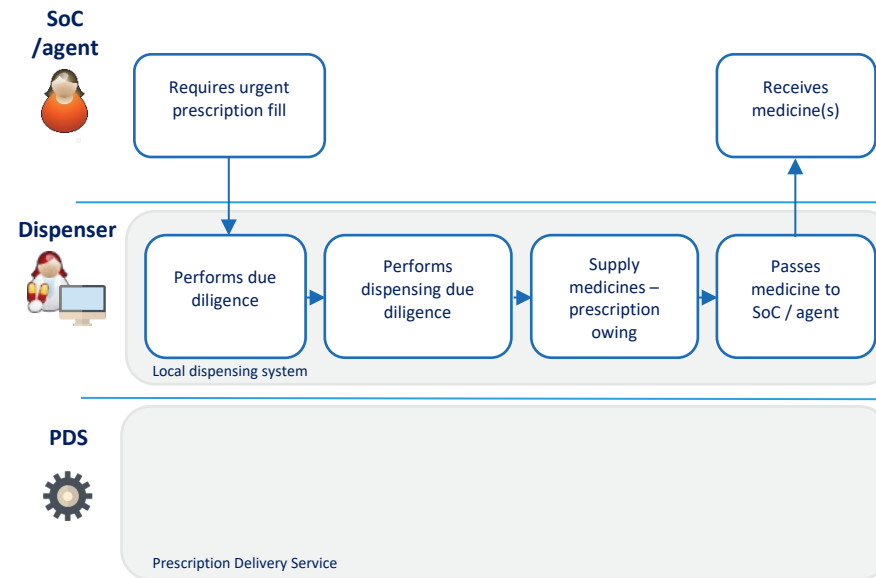 SoC
/agent
Requires urgent
prescription fill
Receives
medicine(s)
Dispenser
Performs due
diligence
Performs
dispensing due
diligence
Supply
medicines –
prescription
owing
Passes
medicine to
SoC / agent
Local dispensing system
PDS
Prescription Delivery Service